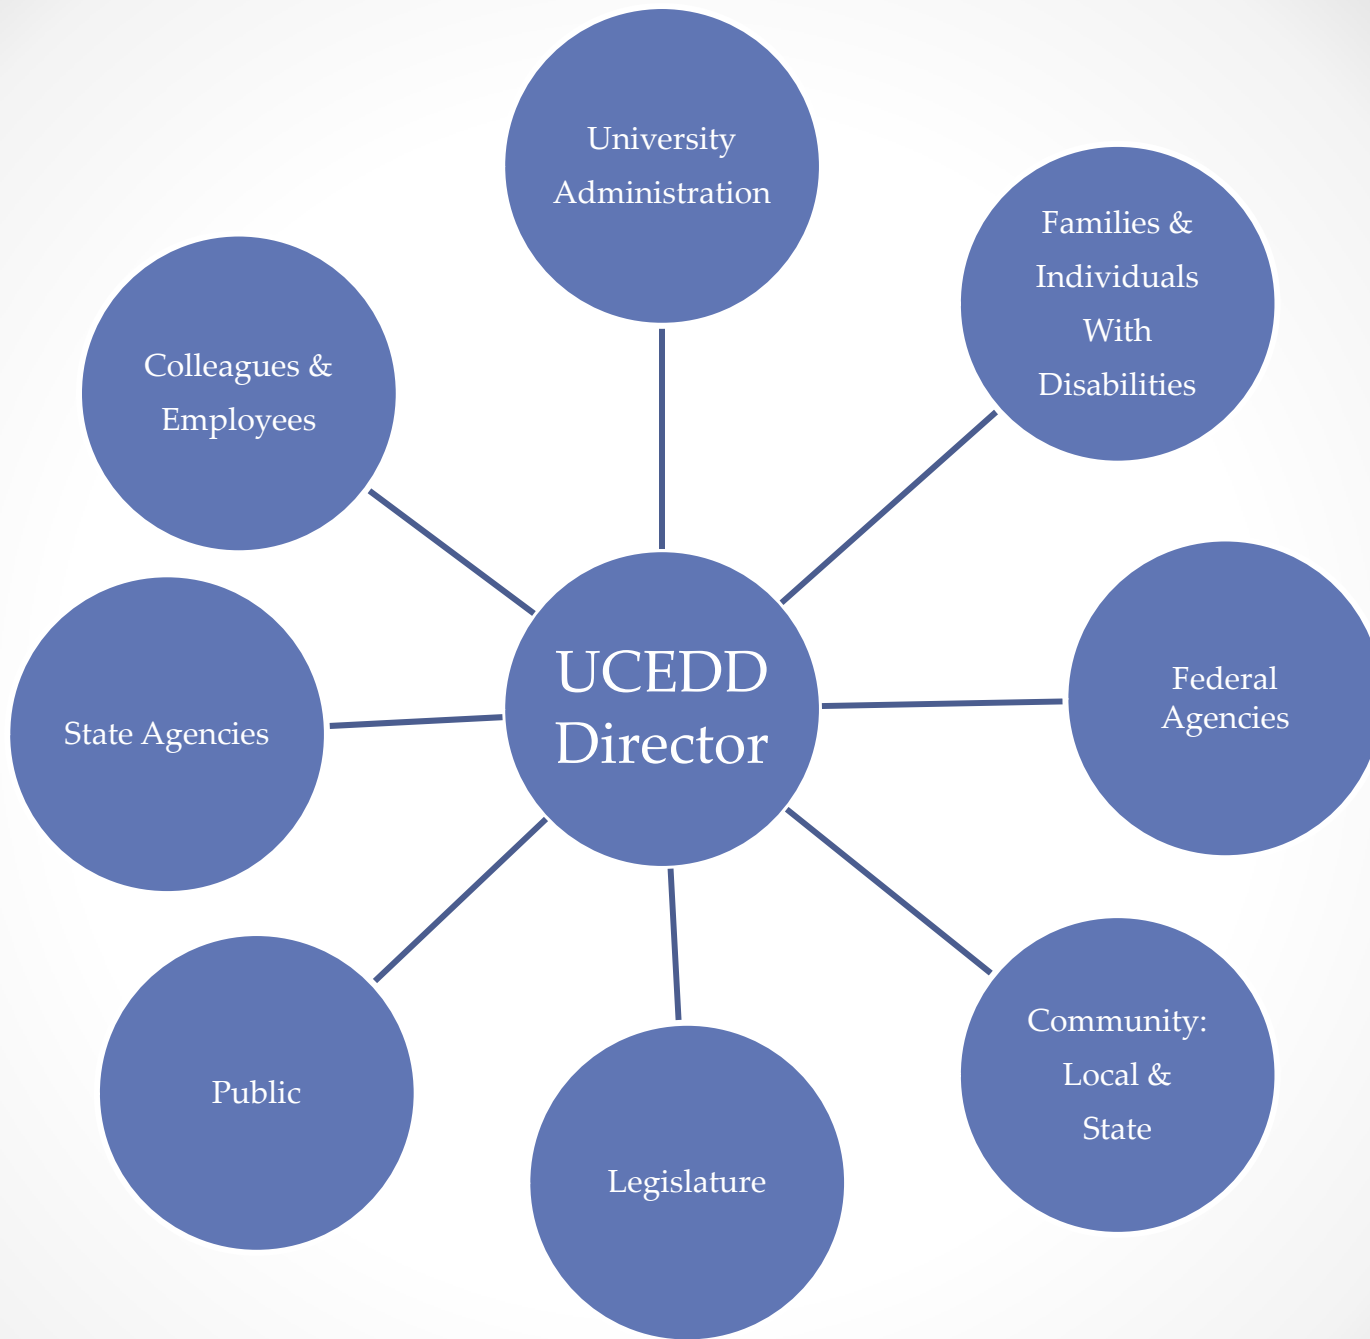 University
Administration
Families &
Individuals
With
Disabilities
Colleagues &
Employees
UCEDD
Director
Federal
Agencies
State Agencies
Community:
Local &
State
Public
Legislature